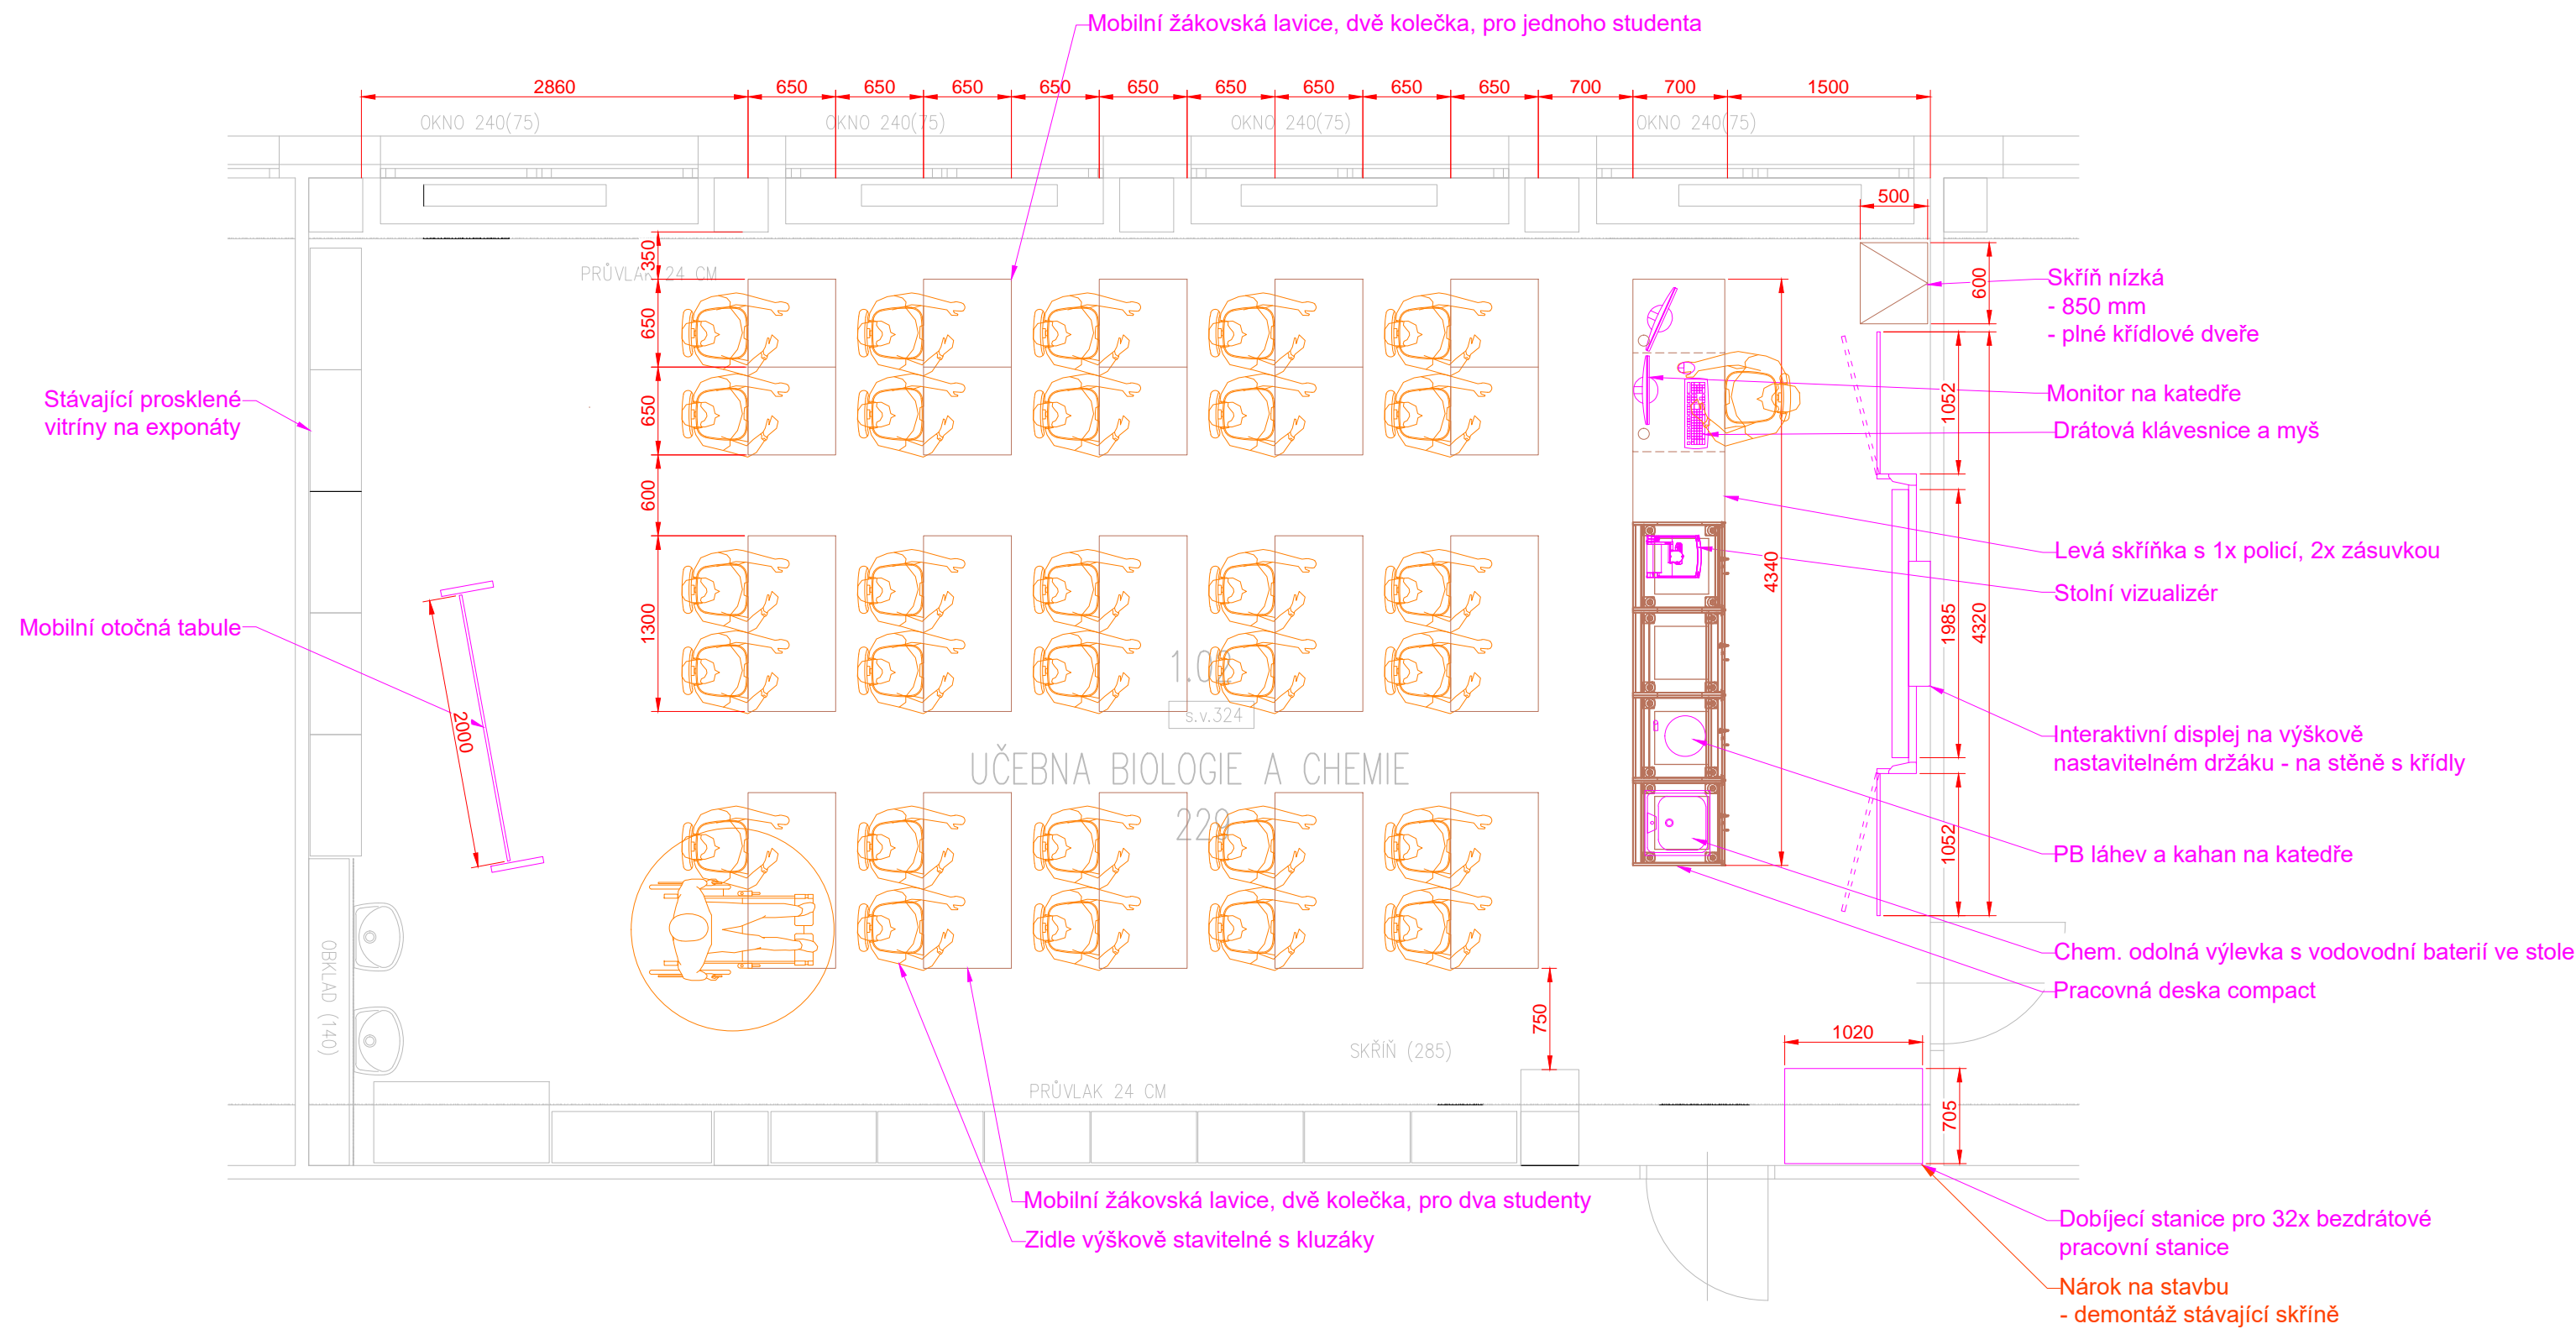 Mobilní žákovská lavice, dvě kolečka, pro jednoho studenta
2860
650
650
650
650
650
650
650
650
650
700
700
1500
OKNO 240(75)
OKNO 240(75)
OKNO 240(75)
OKNO 240(75)
500
350
PRŮVLAK 24 CM
600
Skříň nízká
- 850 mm
- plné křídlové dveře
650
650
1052
Monitor na katedře
Stávající prosklené
vitríny na exponáty
Drátová klávesnice a myš
600
Levá skříňka s 1x policí, 2x zásuvkou
4340
Stolní vizualizér
1300
1985
4320
Mobilní otočná tabule
2000
s.v.324
Interaktivní displej na výškově
nastavitelném držáku - na stěně s křídly
UČEBNA BIOLOGIE A CHEMIE
229
1052
PB láhev a kahan na katedře
OBKLAD (140)
Chem. odolná výlevka s vodovodní baterií ve stole
Pracovná deska compact
750
1020
SKŘÍŇ (285)
PRŮVLAK 24 CM
705
Mobilní žákovská lavice, dvě kolečka, pro dva studenty
Zidle výškově stavitelné s kluzáky
Dobíjecí stanice pro 32x bezdrátové
pracovní stanice
Nárok na stavbu
- demontáž stávající skříně